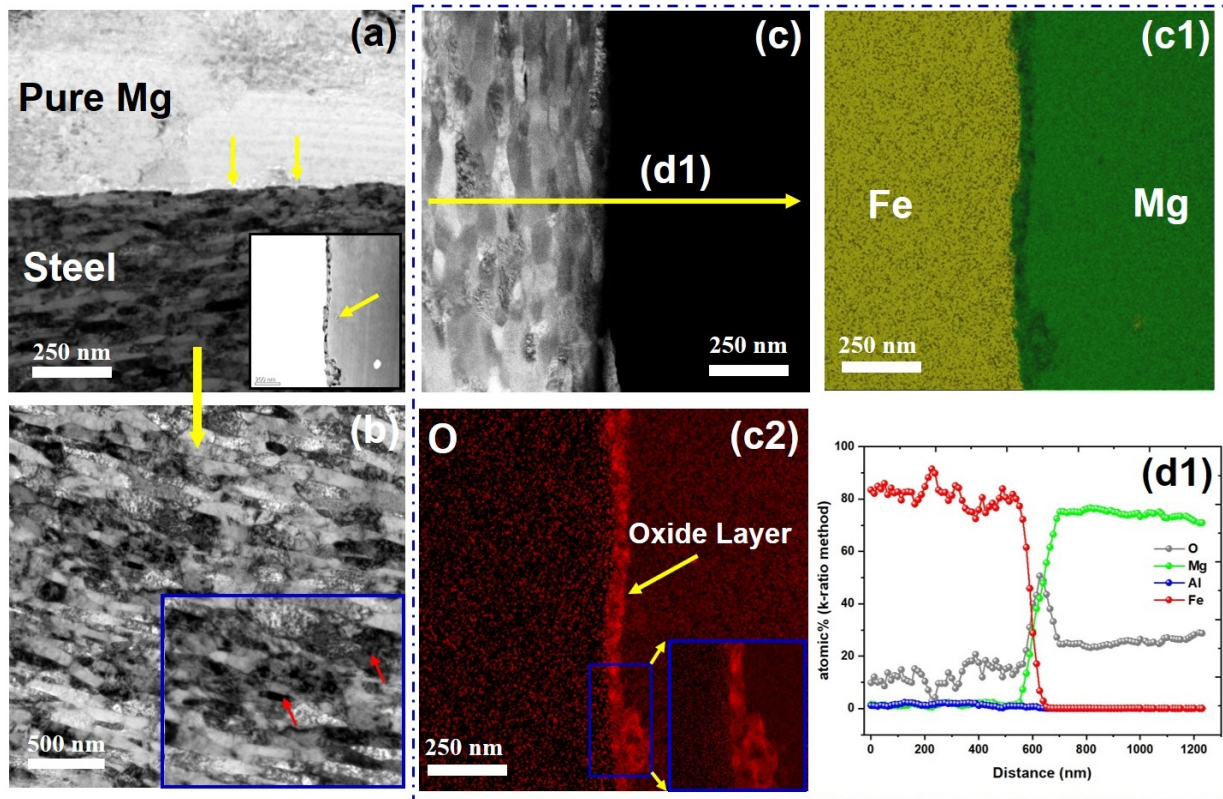 (a)
Pure Mg
Steel
250 nm
(b)
500 nm
(c)
(d1)
250 nm
(c1)
Fe
Mg
250 nm
O
(c2)
Oxide Layer
250 nm
(d1)
atomic% (k-ratio method)
100
80
60
40
20
0
O
Mg
Al
Fe
0
200
400
600
800
1000
1200
Distance (nm)